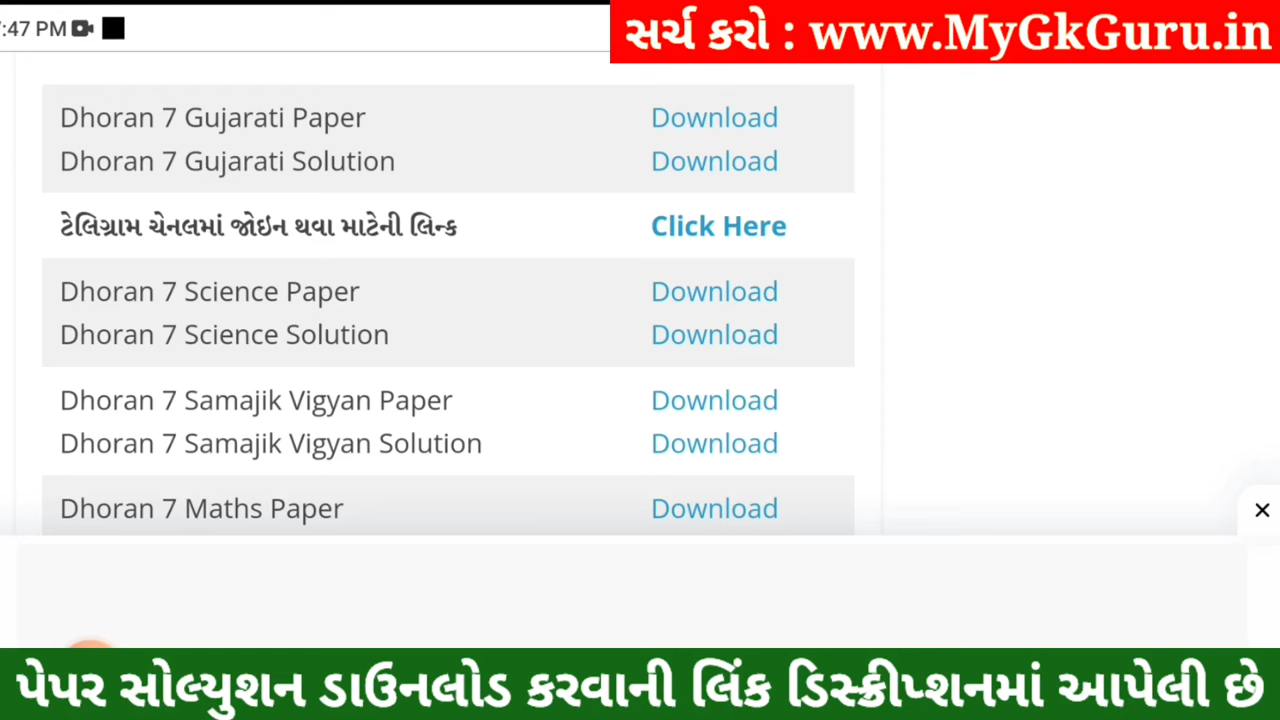 :47 PM
સર્ચ કરો : www.MyGkGuru.in
Dhoran 7 Gujarati Paper Download
Dhoran 7 Gujarati Solution Download
ટેલિગ્રામ ચેનલમાં જોઇન થવા માટેની લિન્ક Click Here
Dhoran 7 Science Paper Download
Dhoran 7 Science Solution Download
Dhoran 7 Samajik Vigyan Paper Download
Dhoran 7 Samajik Vigyan Solution Download
Dhoran 7 Maths Paper Download
પેપર સોલ્યુશન ડાઉનલોડ કરવાની લિંક ડિસ્ક્રીપ્શનમાં આપેલી છે